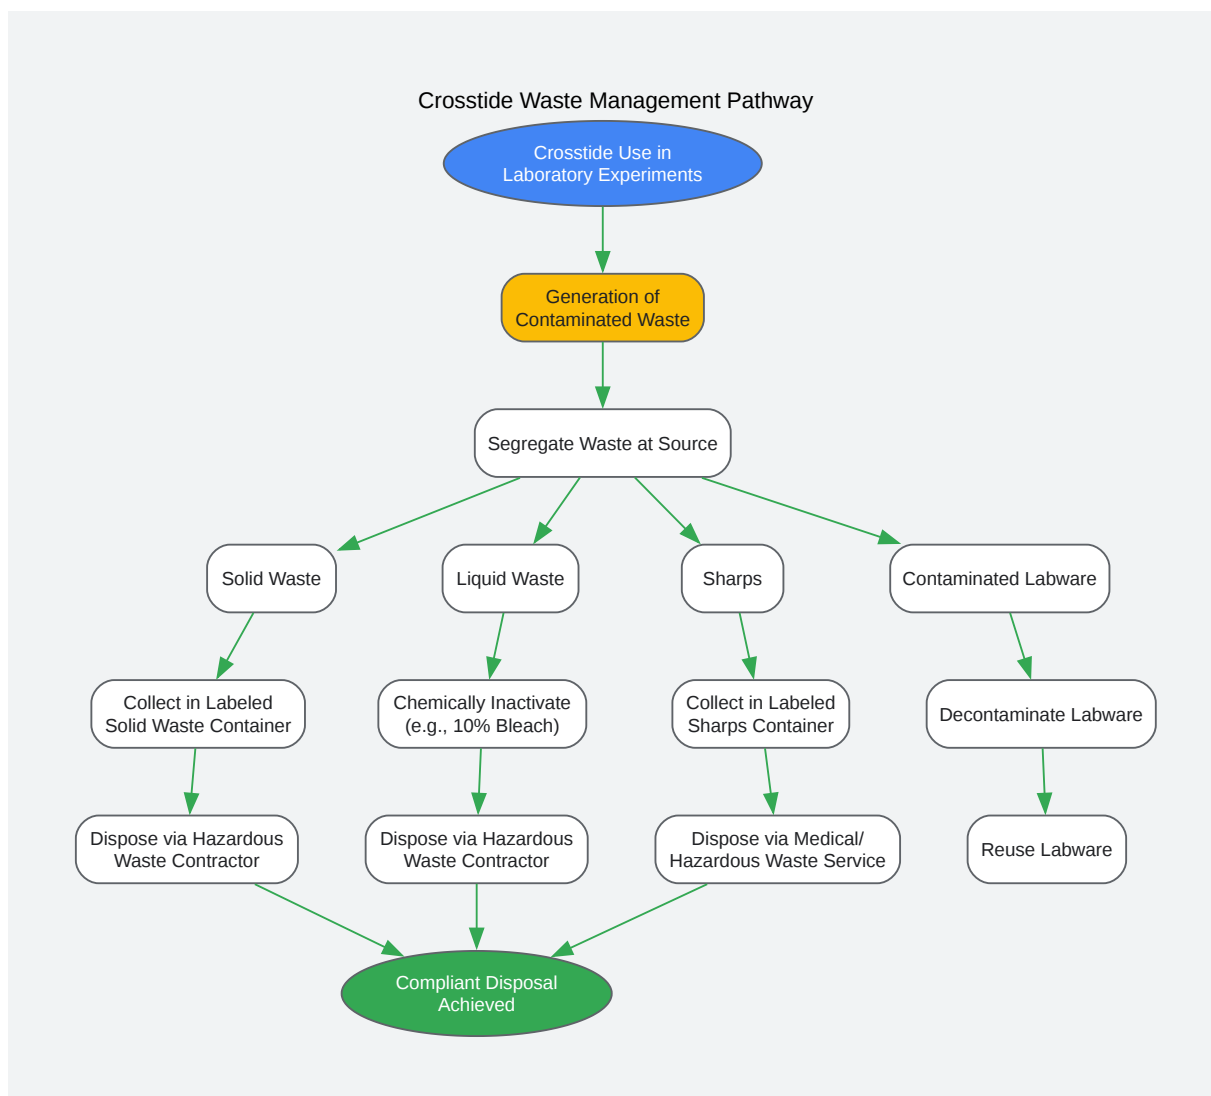 Crosstide Waste Management Pathway
Crosstide Use in
Laboratory Experiments
Generation of
Contaminated Waste
Segregate Waste at Source
Solid Waste
Liquid Waste
Sharps
Contaminated Labware
Collect in Labeled
Solid Waste Container
Chemically Inactivate
(e.g., 10% Bleach)
Collect in Labeled
Sharps Container
Decontaminate Labware
Dispose via Hazardous
Waste Contractor
Dispose via Hazardous
Waste Contractor
Dispose via Medical/
Hazardous Waste Service
Reuse Labware
Compliant Disposal
Achieved